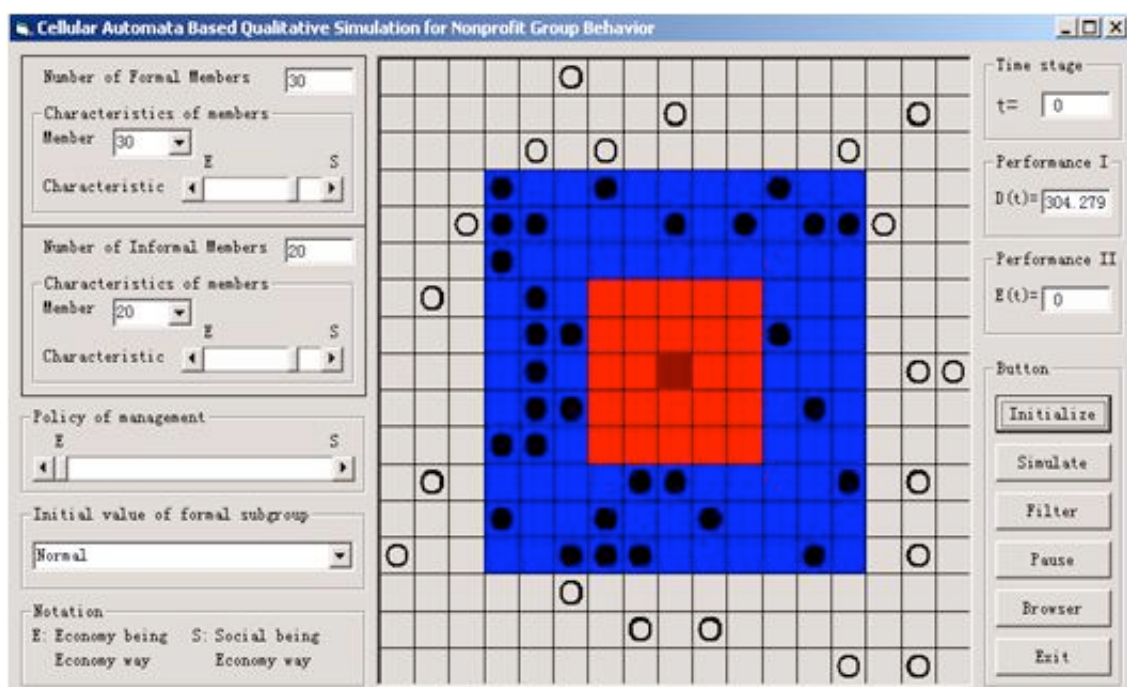 Cellular Automata Based Qualitative Simulation for Nonprofit Group Behavior
Number of Formal Members 30
Characteristics of members
Member 30
E S
Characteristic
Number of Informal Members 20
Characteristics of members
Member 20
E S
Characteristic
Policy of management
E S
Initial value of formal subgroup
Normal
Notation
E: Economy being S: Social being
Economy way Economy way
Time stage
t= 0
Performance I
D(t)= 304.279
Performance II
E(t)= 0
Button
Initialize
Simulate
Filter
Pause
Browser
Exit